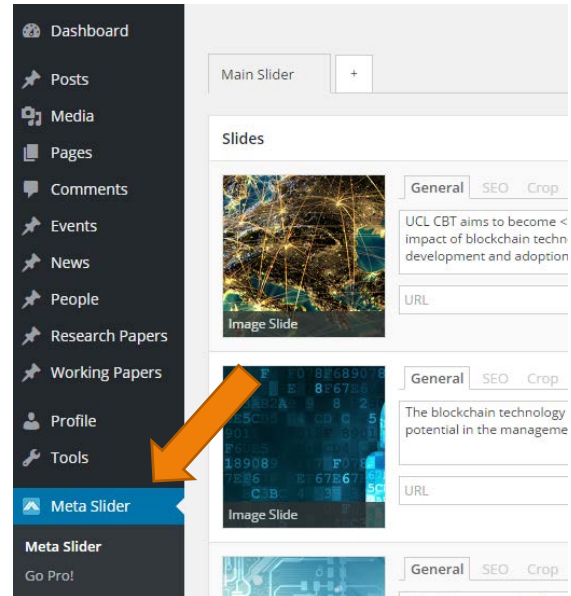 Dashboard
Posts
Media
Pages
Comments
Events
News
People
Research Papers
Working Papers
Profile
Tools
Meta Slider
Meta Slider
Go Pro!
Main Slider
+
Slides
Image Slide
General SEO Crop
UCL CBT aims to become <
impact of blockchain techn
development and adoption
URL
Image Slide
General SEO Crop
The blockchain technology
potential in the manageme
URL
General SEO Crop